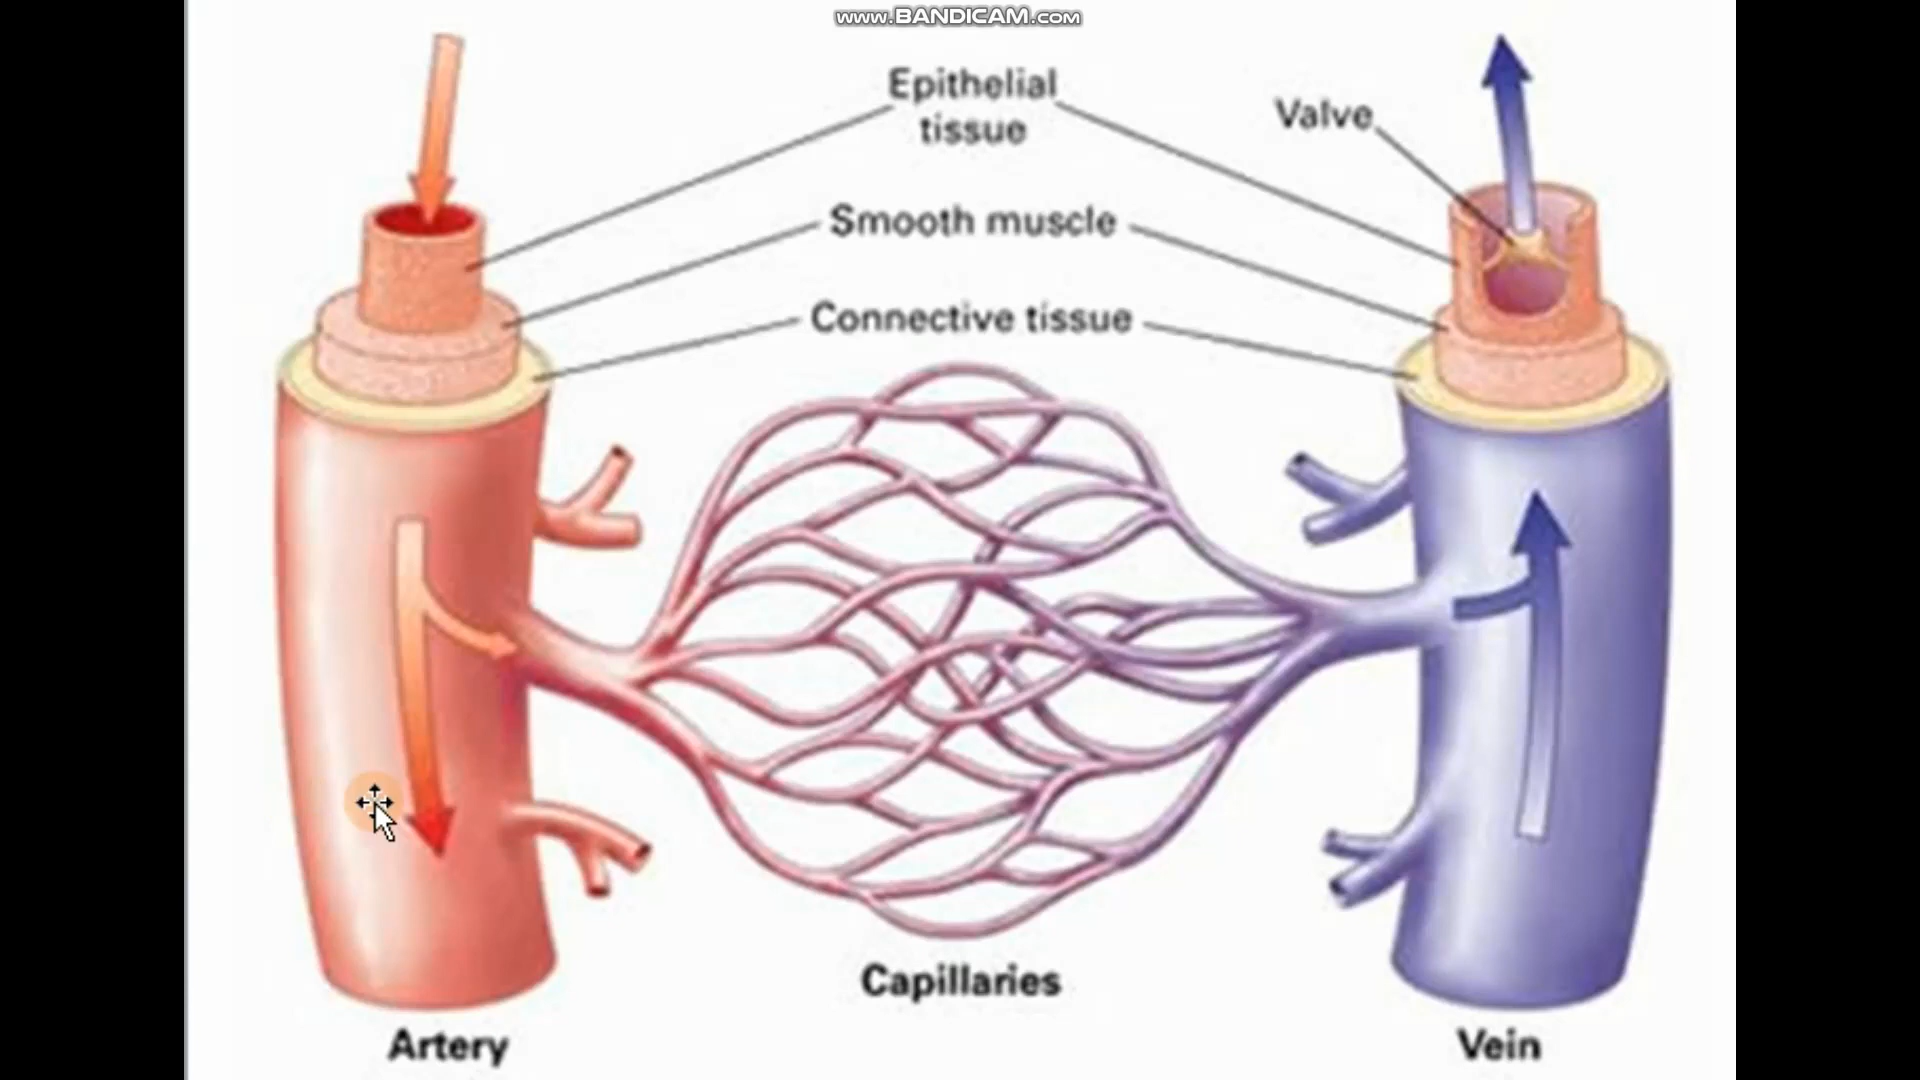 www.BANDICAM.com
Epithelial
tissue
Valve
Smooth muscle
Connective tissue
Capillaries
Artery
Vein